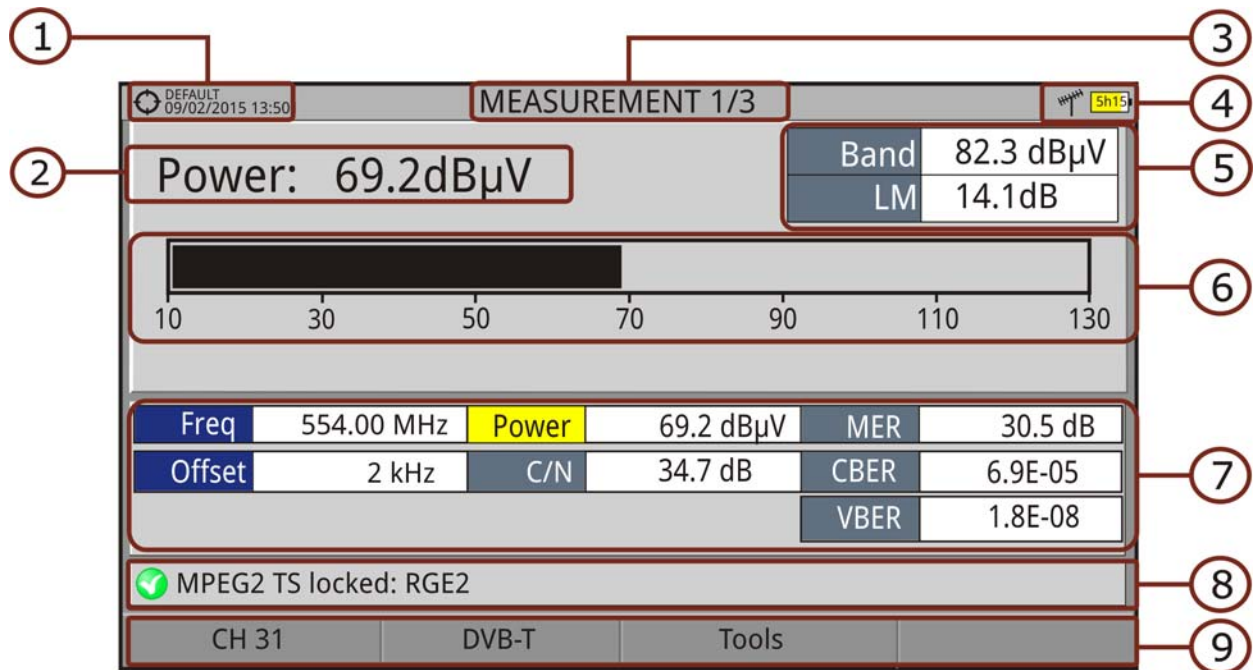 1
3
DEFAULT
09/02/2015 13:50
MEASUREMENT 1/3
5h15
4
2
Power: 69.2dBµV
Band 82.3 dBµV
LM 14.1dB
5
6
10 30 50 70 90 110 130
Freq 554.00 MHz Power 69.2 dBµV MER 30.5 dB
Offset 2 kHz C/N 34.7 dB CBER 6.9E-05
VBER 1.8E-08
7
MPEG2 TS locked: RGE2
8
CH 31 DVB-T Tools
9